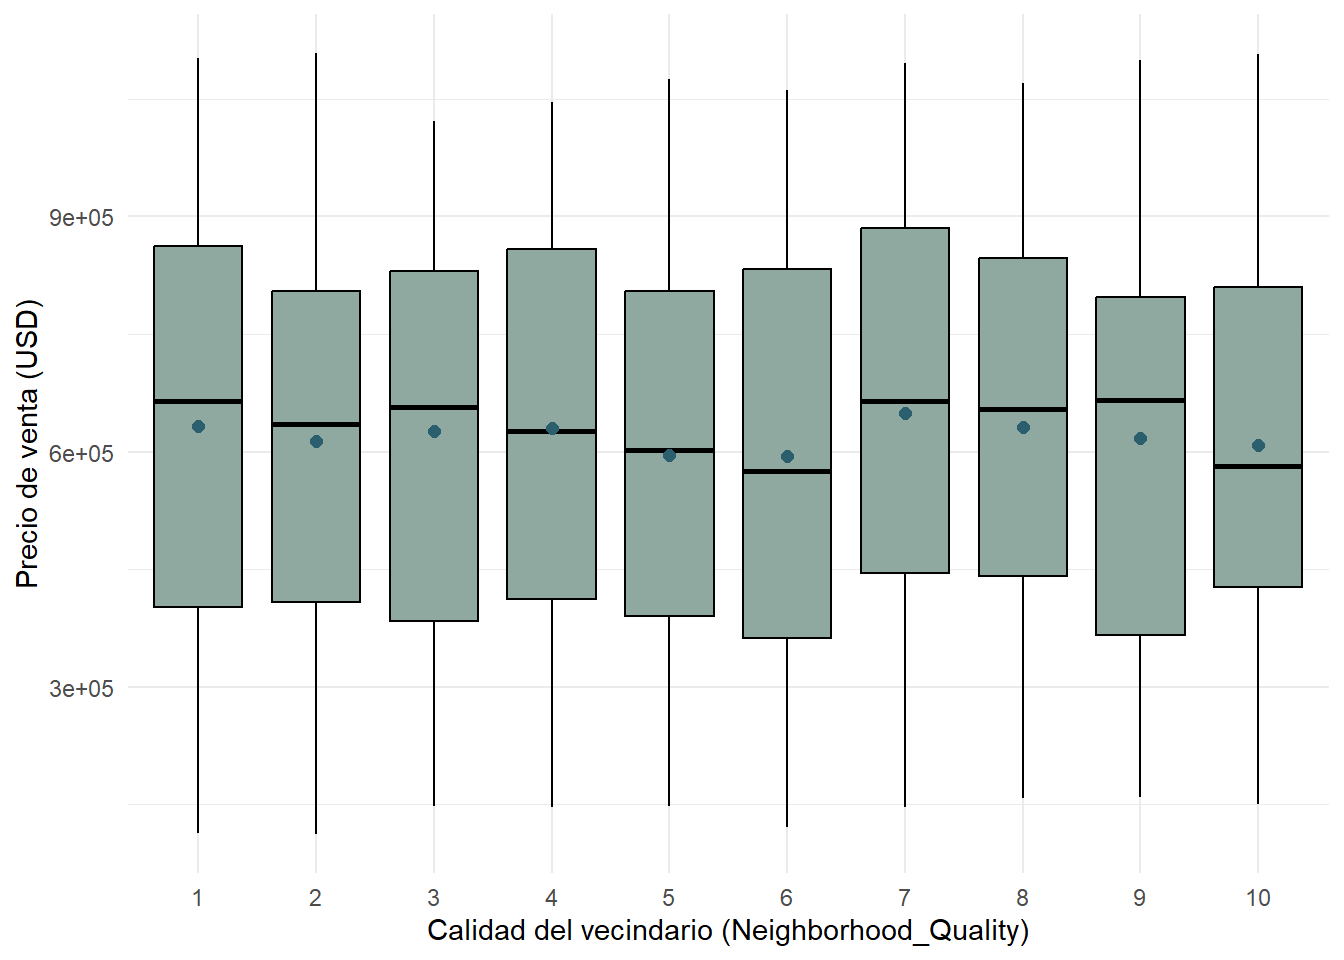 Precio de venta (USD)
9e+05
6e+05
3e+05
1 2 3 4 5 6 7 8 9 10
Calidad del vecindario (Neighborhood_Quality)